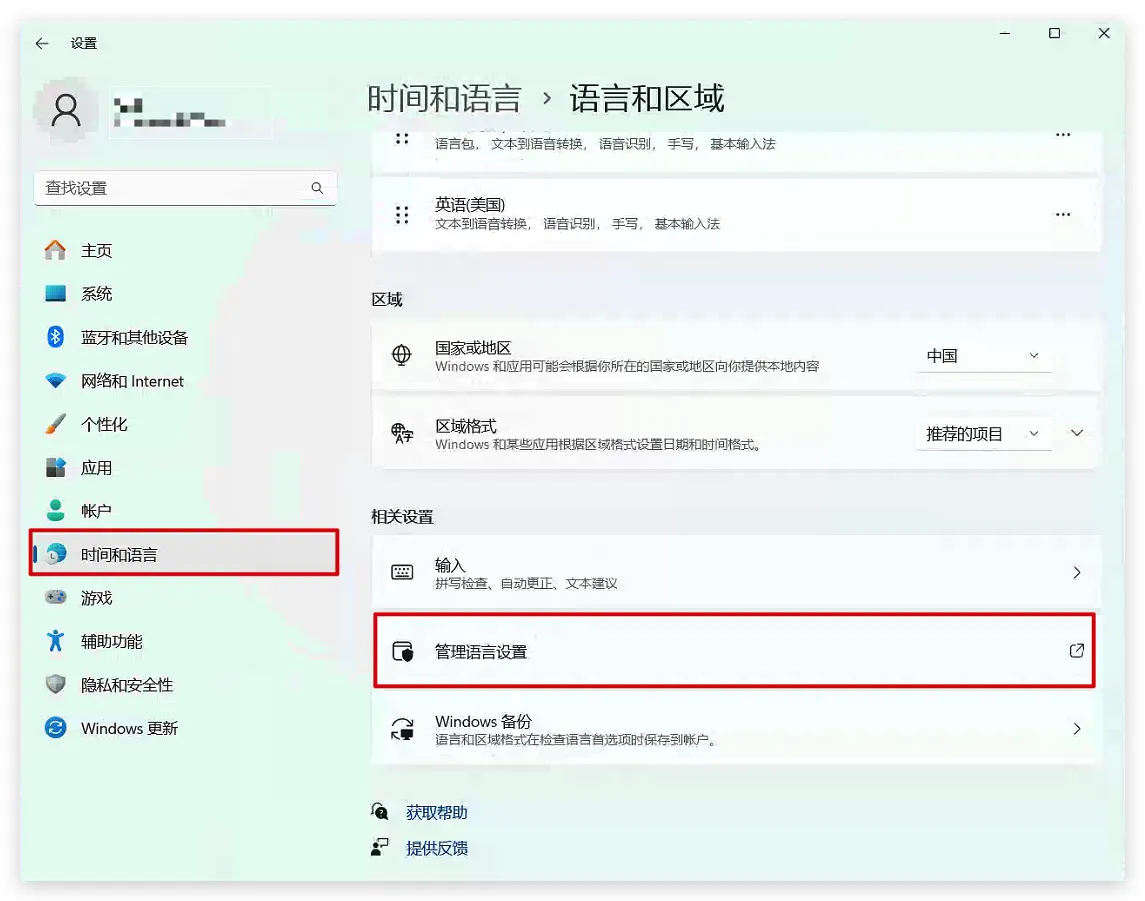 设置
查找设置
主页
系统
蓝牙和其他设备
网络和 Internet
个性化
应用
帐户
时间和语言
游戏
辅助功能
隐私和安全性
Windows 更新
时间和语言 › 语言和区域
语言包， 文本到语音转换， 语音识别， 手写， 基本输入法
英语(美国)
文本到语音转换， 语音识别， 手写， 基本输入法
区域
国家或地区
Windows 和应用可能会根据你所在的国家或地区向你提供本地内容
中国
区域格式
Windows 和某些应用根据区域格式设置日期和时间格式。
推荐的项目
相关设置
输入
拼写检查、自动更正、文本建议
管理语言设置
Windows 备份
语言和区域格式在检查语言首选项时保存到帐户。
获取帮助
提供反馈